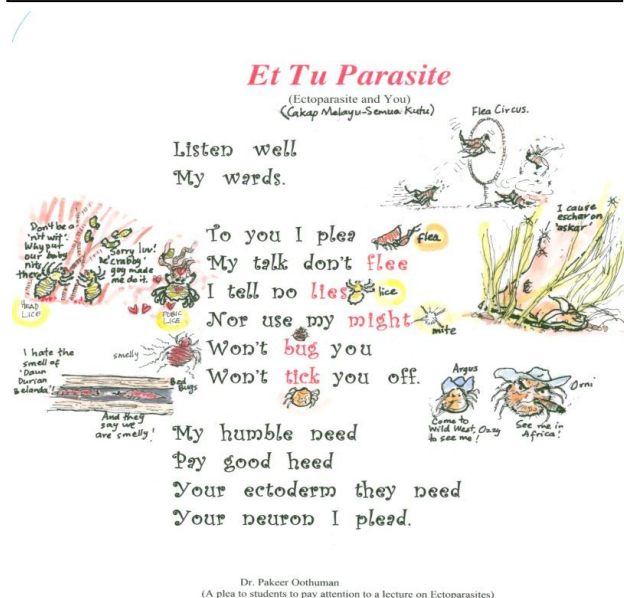 Et Tu Parasite
(Ectoparasite and You)
(Cakap Melayu-Semua Kutu)
Flea Circus.
Listen well
My wards.
To you I plea
flea
My talk don't flee
I tell no lies
lice
Nor use my might
mite
Won't bug you
Won't tick you off.
I cause
eschar on
'askar'
Don't be a
'nit wit'.
Why put
our baby
nits
there
Sorry luv!
'crabby'
guy made
me do it.
HEAD
LICE
PUBIC
LICE
I hate the
smell of
'Daun
Durian
Belanda'!
smelly
Bed
Bugs
And they
say we
are smelly!
Argus
Come to
Wild West, Ozzy
to see me!
Orni
See me in
Africa!
My humble need
Pay good heed
Your ectoderm they need
Your neuron I plead.
Dr. Pakeer Oothuman
(A plea to students to pay attention to a lecture on Ectoparasites)